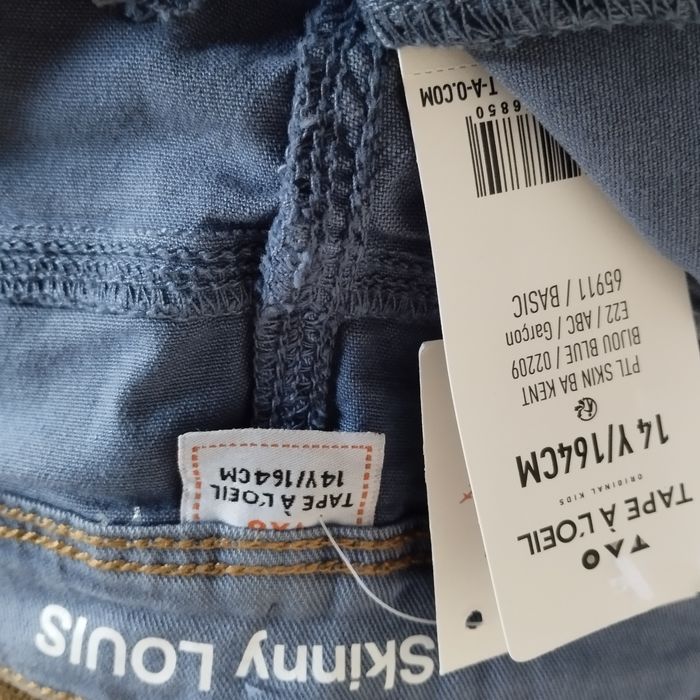 TAO
TAPE À L'OEIL
ORIGINAL KIDS
14Y/164CM
PTL SKIN BA KENT
BIJOU BLUE / 02209
E22 / ABC / Garçon
65911 / BASIC
6850
T-A-O.COM
TAPE À L'OEIL
14Y/164CM
Skinny LOUIS